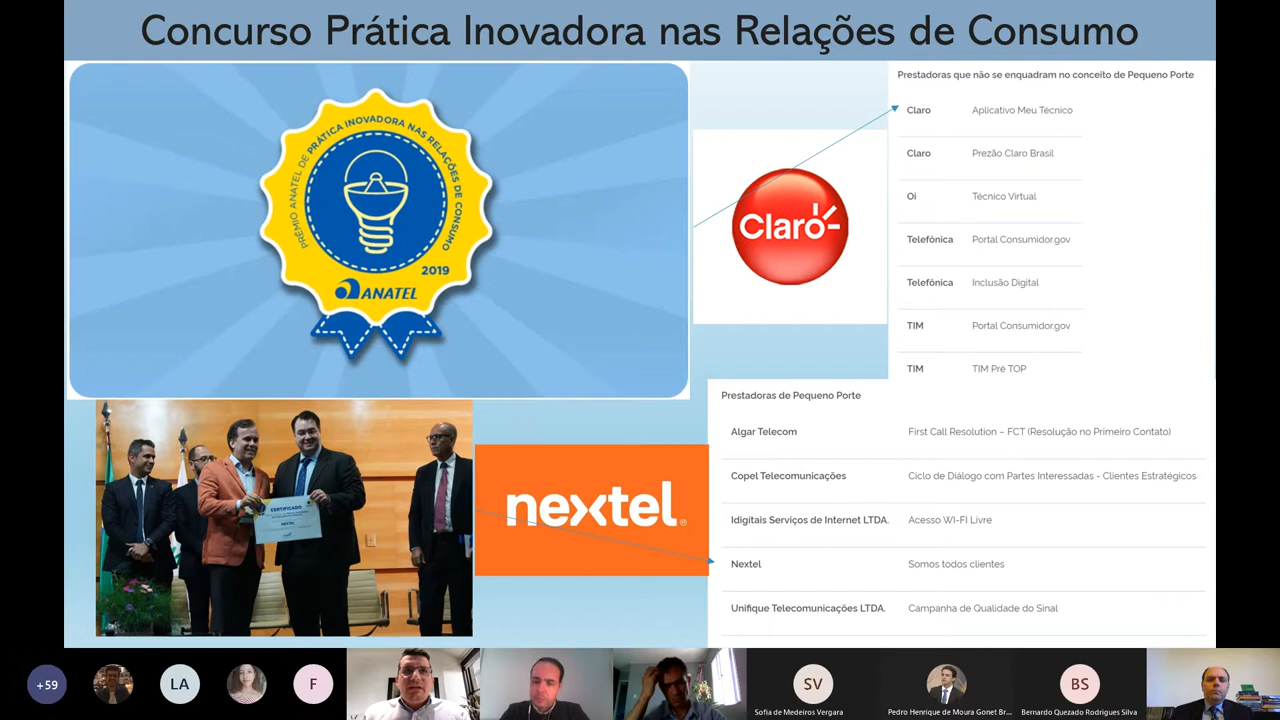 Concurso Prática Inovadora nas Relações de Consumo
PRÊMIO ANATEL DE PRÁTICA INOVADORA NAS RELAÇÕES DE CONSUMO
2019
ANATEL
Claro
Prestadoras que não se enquadram no conceito de Pequeno Porte
Claro Aplicativo Meu Técnico
Claro Prezão Claro Brasil
Oi Técnico Virtual
Telefônica Portal Consumidor.gov
Telefônica Inclusão Digital
TIM Portal Consumidor.gov
TIM TIM Pré TOP
CERTIFICADO
NEXTEL
nextel®
Prestadoras de Pequeno Porte
Algar Telecom First Call Resolution – FCT (Resolução no Primeiro Contato)
Copel Telecomunicações Ciclo de Diálogo com Partes Interessadas - Clientes Estratégicos
Idigitais Serviços de Internet LTDA. Acesso WI-FI Livre
Nextel Somos todos clientes
Unifique Telecomunicações LTDA. Campanha de Qualidade do Sinal
+59
LA
F
SV
Sofia de Medeiros Vergara
Pedro Henrique de Moura Gonet Br...
BS
Bernardo Quezado Rodrigues Silva